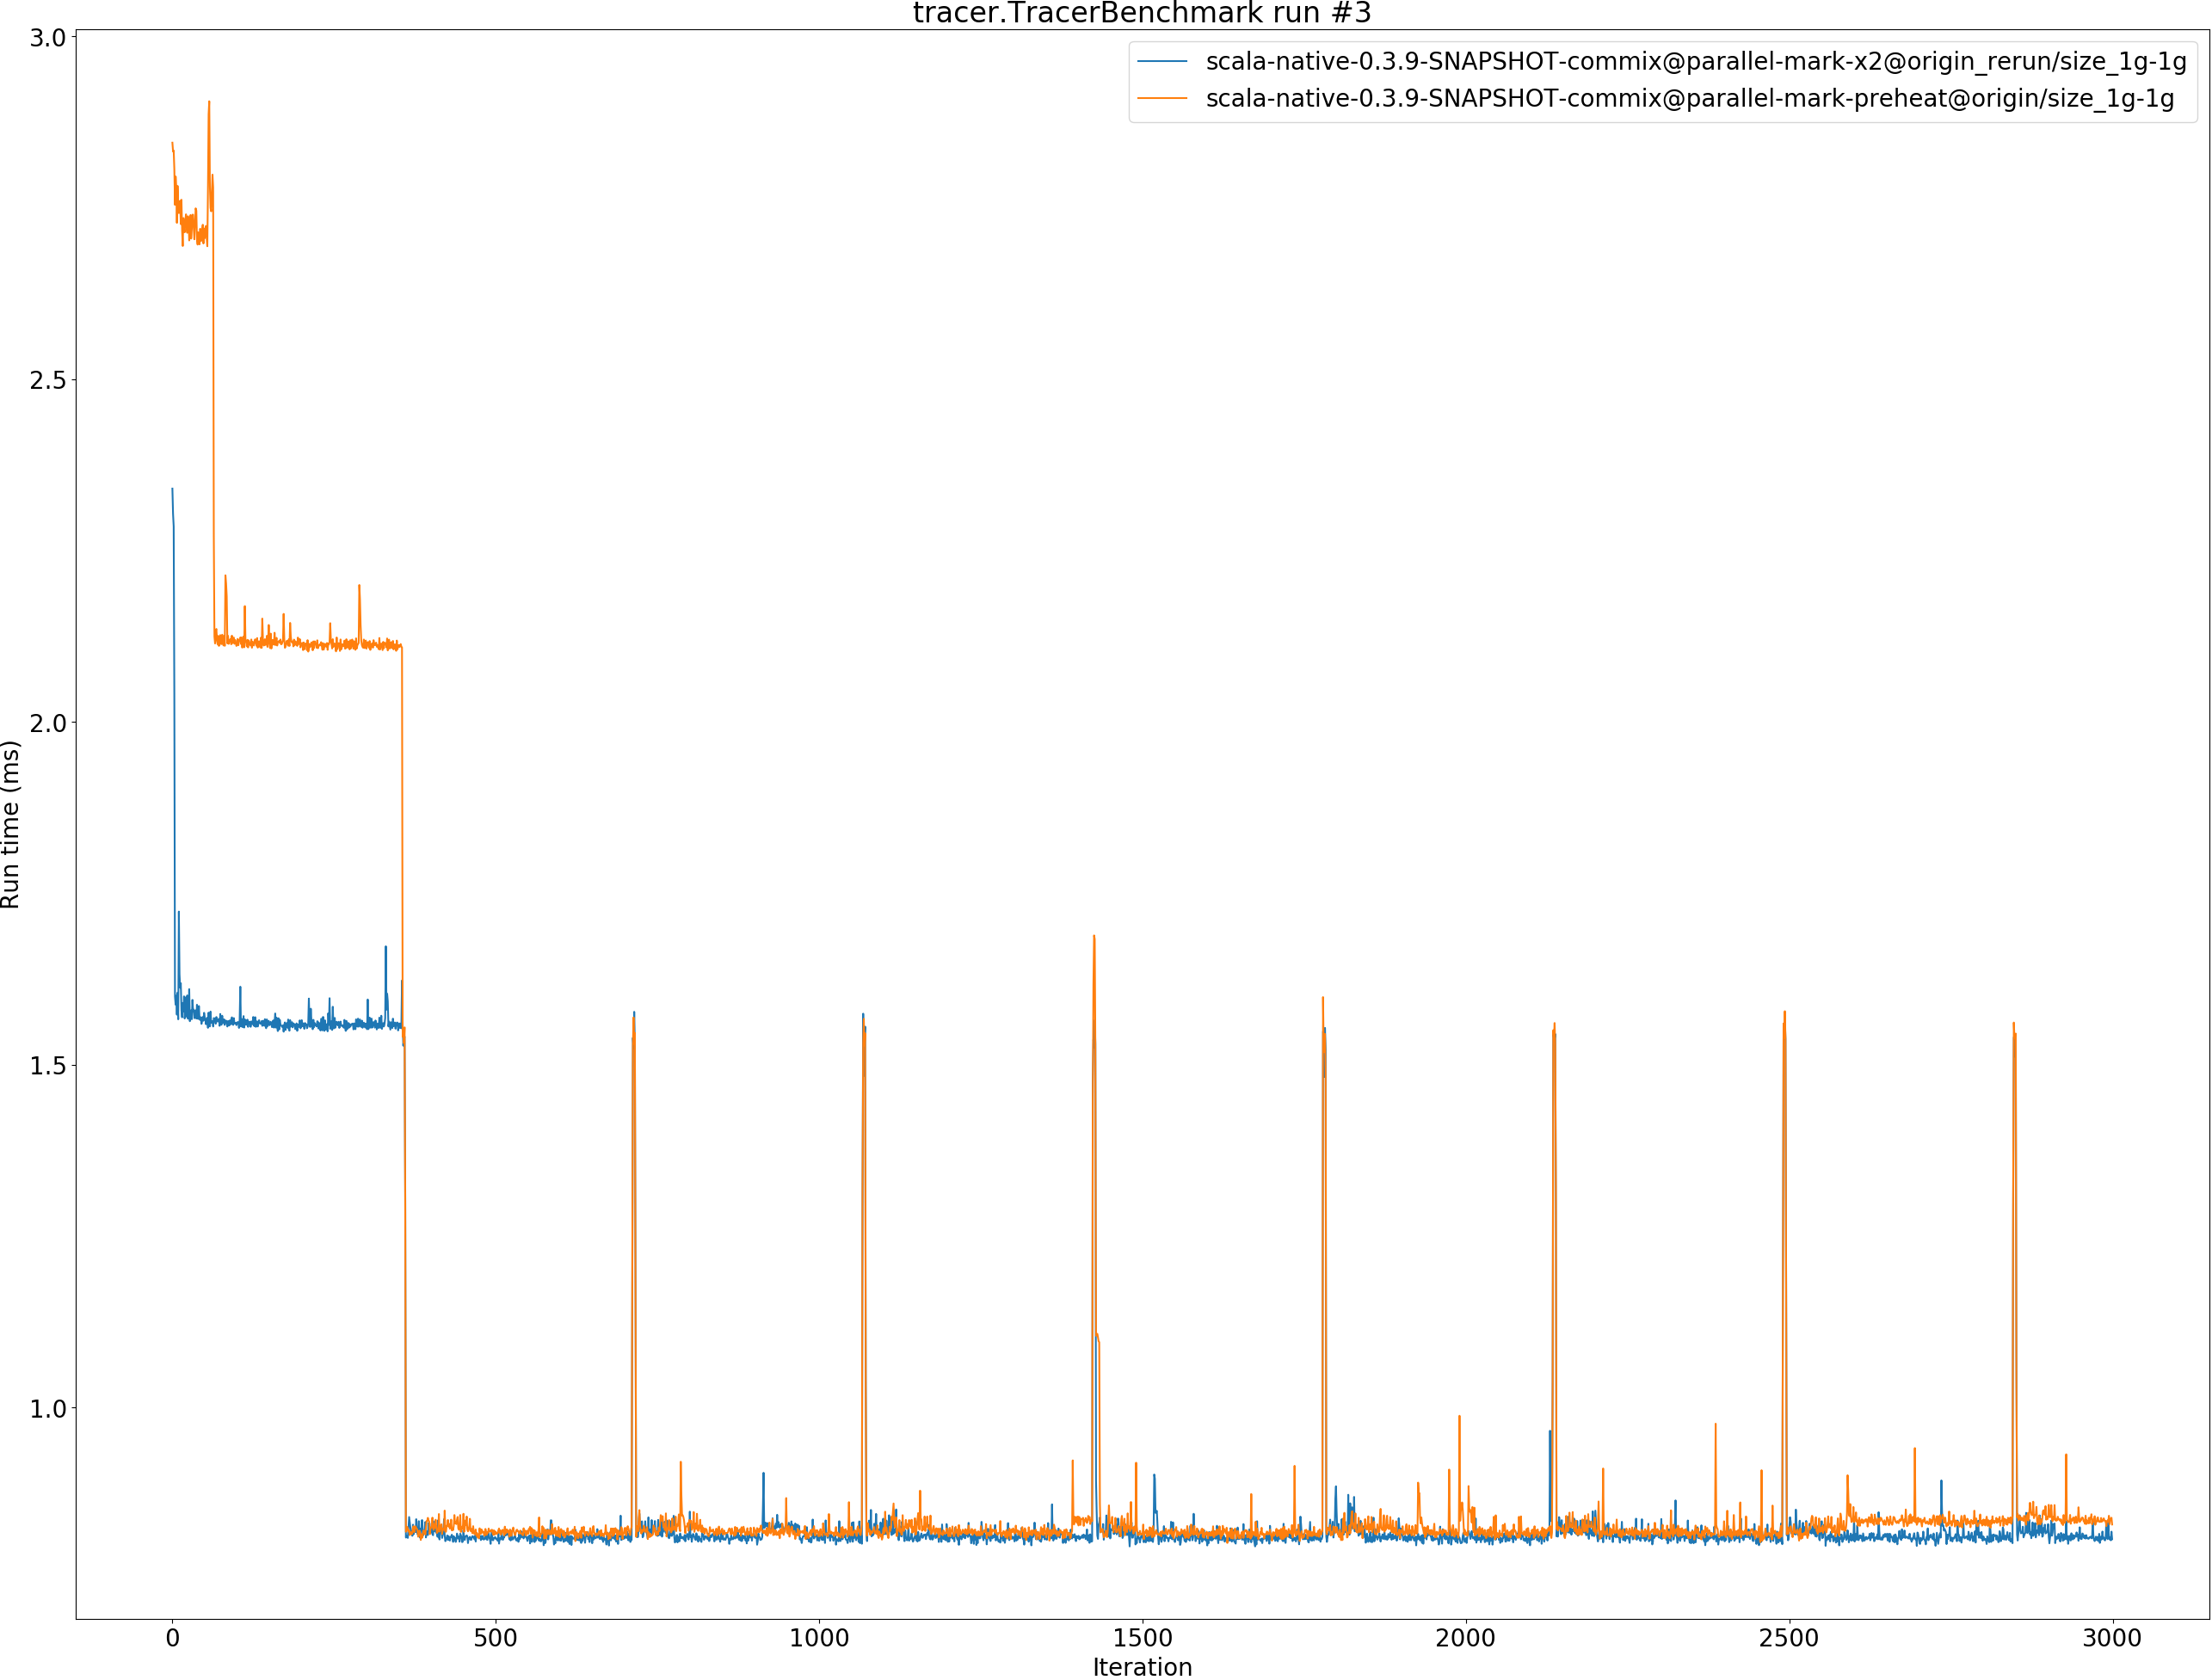 tracer.TracerBenchmark run #3
scala-native-0.3.9-SNAPSHOT-commix@parallel-mark-x2@origin_rerun/size_1g-1g
scala-native-0.3.9-SNAPSHOT-commix@parallel-mark-preheat@origin/size_1g-1g
3.0
2.5
2.0
1.5
1.0
Run time (ms)
0 500 1000 1500 2000 2500 3000
Iteration